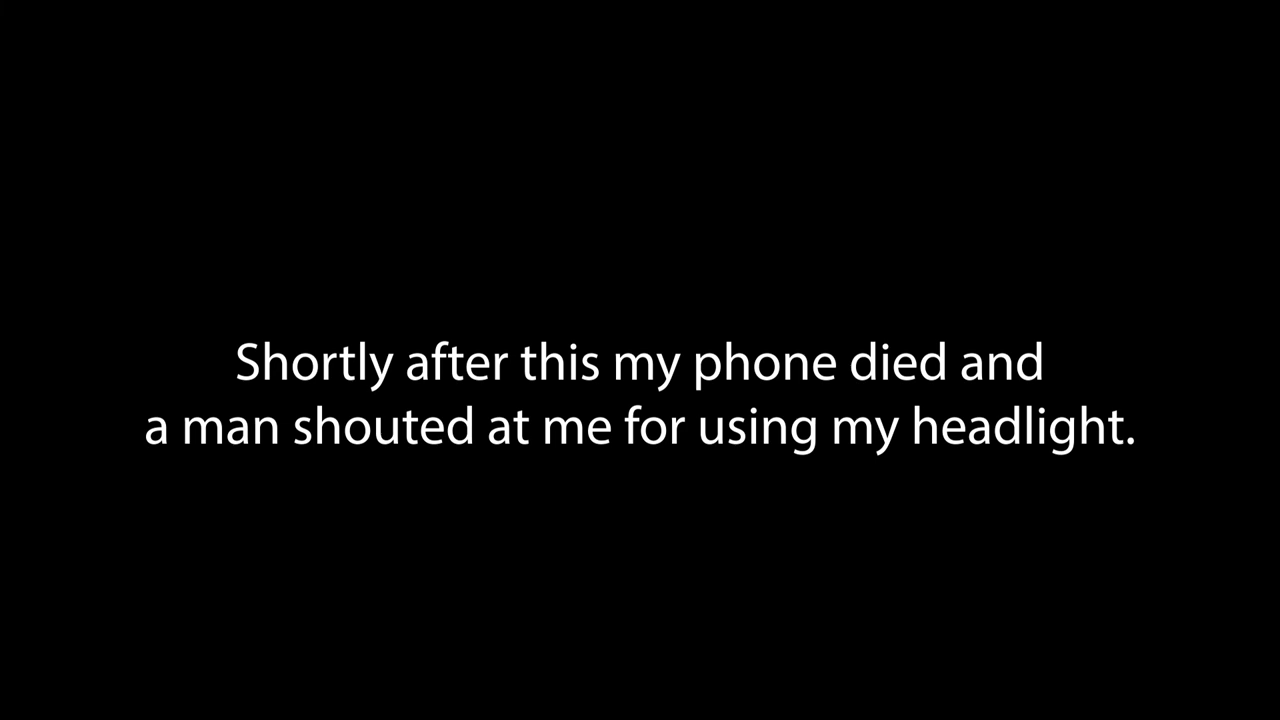 Shortly after this my phone died and
a man shouted at me for using my headlight.